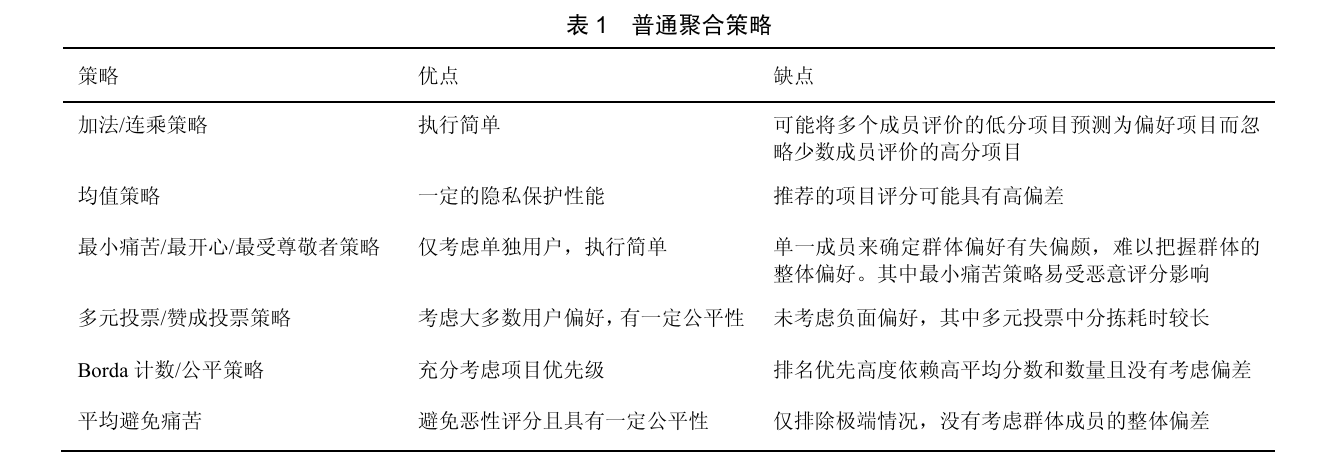 表 1 普通聚合策略
策略 优点 缺点
加法/连乘策略 执行简单 可能将多个成员评价的低分项目预测为偏好项目而忽
略少数成员评价的高分项目
均值策略 一定的隐私保护性能 推荐的项目评分可能具有高偏差
最小痛苦/最开心/最受尊敬者策略 仅考虑单独用户，执行简单 单一成员来确定群体偏好有失偏颇，难以把握群体的
整体偏好。其中最小痛苦策略易受恶意评分影响
多元投票/赞成投票策略 考虑大多数用户偏好，有一定公平性 未考虑负面偏好，其中多元投票中分拣耗时较长
Borda 计数/公平策略 充分考虑项目优先级 排名优先高度依赖高平均分数和数量且没有考虑偏差
平均避免痛苦 避免恶性评分且具有一定公平性 仅排除极端情况，没有考虑群体成员的整体偏差